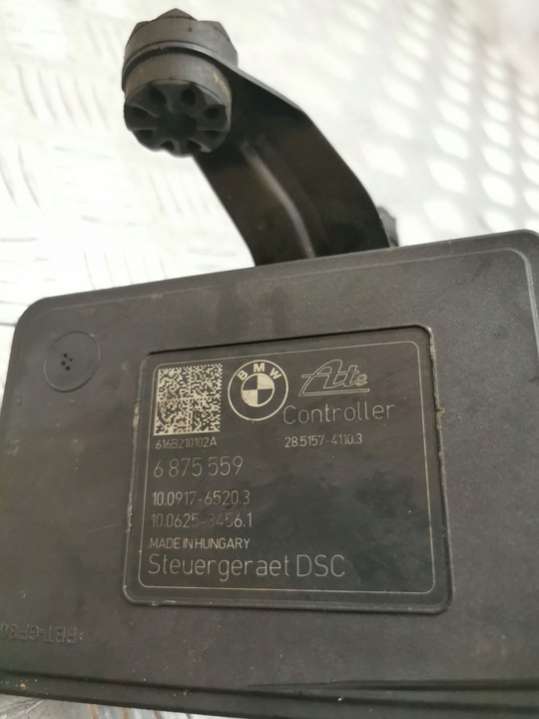 BMW
Ate
Controller
616B210102A 28.5157-4110.3
6 875 559
10.0917-6520.3
10.0625-3456.1
MADE IN HUNGARY
Steuergeraet DSC